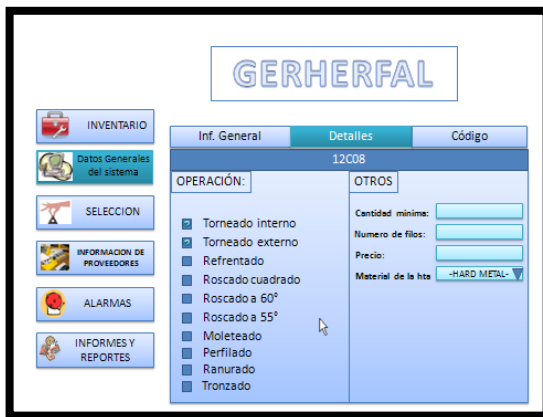 GERHERFAL
INVENTARIO
Datos Generales
del sistema
SELECCION
INFORMACION DE
PROVEEDORES
ALARMAS
INFORMES Y
REPORTES
Inf. General
Detalles
Código
12C08
OPERACIÓN:
Torneado interno
Torneado externo
Refrentado
Roscado cuadrado
Roscado a 60°
Roscado a 55°
Moleteado
Perfilado
Ranurado
Tronzado
OTROS
Cantidad minima:
Numero de filos:
Precio:
Material de la hta
-HARD METAL-